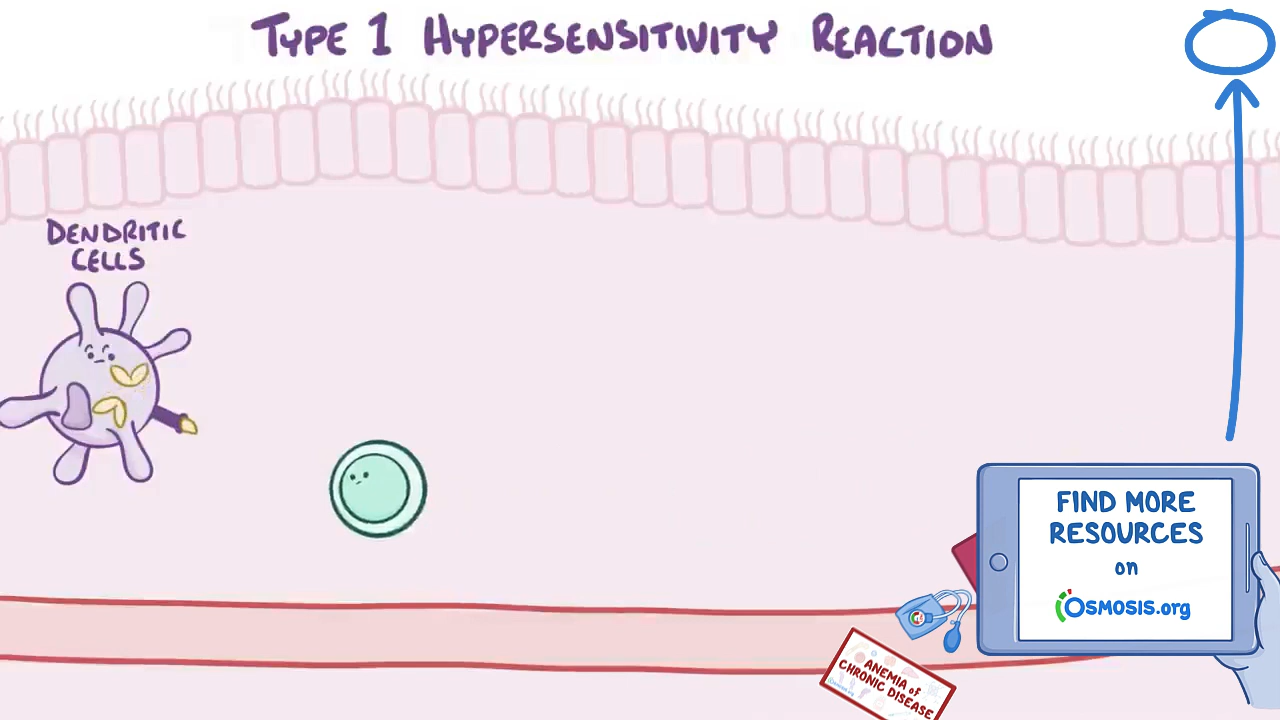 TYPE 1 HYPERSENSITIVITY REACTION
DENDRITIC
CELLS
FIND MORE
RESOURCES
on
OSMOSIS.org
ANEMIA of
CHRONIC DISEASE